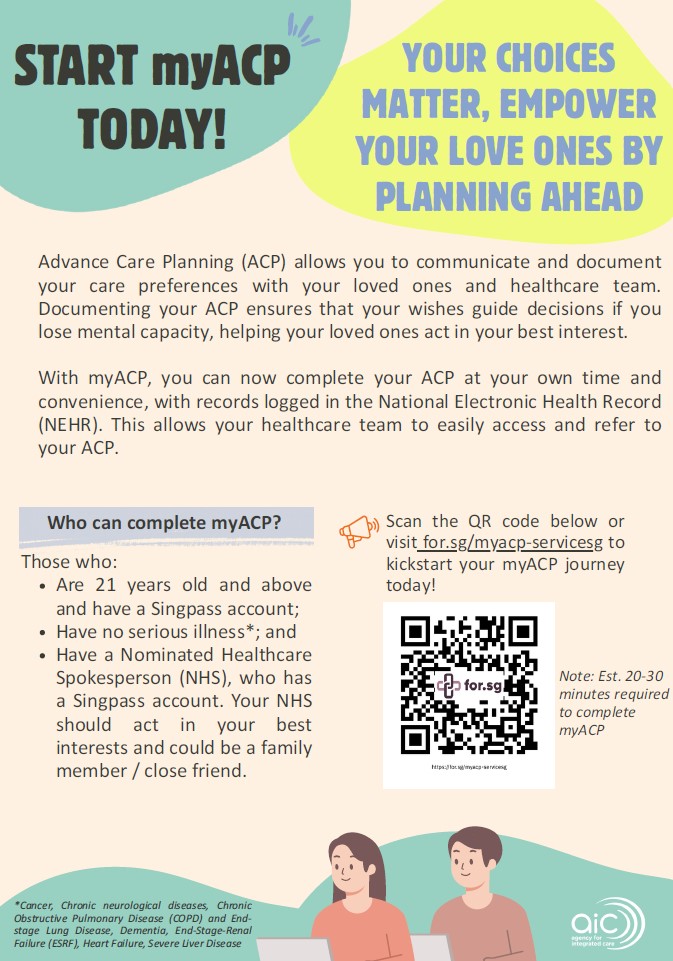 START myACP
TODAY!
YOUR CHOICES
MATTER, EMPOWER
YOUR LOVE ONES BY
PLANNING AHEAD
Advance Care Planning (ACP) allows you to communicate and document
your care preferences with your loved ones and healthcare team.
Documenting your ACP ensures that your wishes guide decisions if you
lose mental capacity, helping your loved ones act in your best interest.
With myACP, you can now complete your ACP at your own time and
convenience, with records logged in the National Electronic Health Record
(NEHR). This allows your healthcare team to easily access and refer to
your ACP.
Who can complete myACP?
Those who:
• Are 21 years old and above
and have a Singpass account;
• Have no serious illness*; and
• Have a Nominated Healthcare
Spokesperson (NHS), who has
a Singpass account. Your NHS
should act in your best
interests and could be a family
member / close friend.
Scan the QR code below or
visit for.sg/myacp-servicesg to
kickstart your myACP journey
today!
for.sg
https://for.sg/myacp-servicesg
Note: Est. 20-30
minutes required
to complete
myACP
*Cancer, Chronic neurological diseases, Chronic
Obstructive Pulmonary Disease (COPD) and End-
stage Lung Disease, Dementia, End-Stage-Renal
Failure (ESRF), Heart Failure, Severe Liver Disease
aic
agency for
integrated care